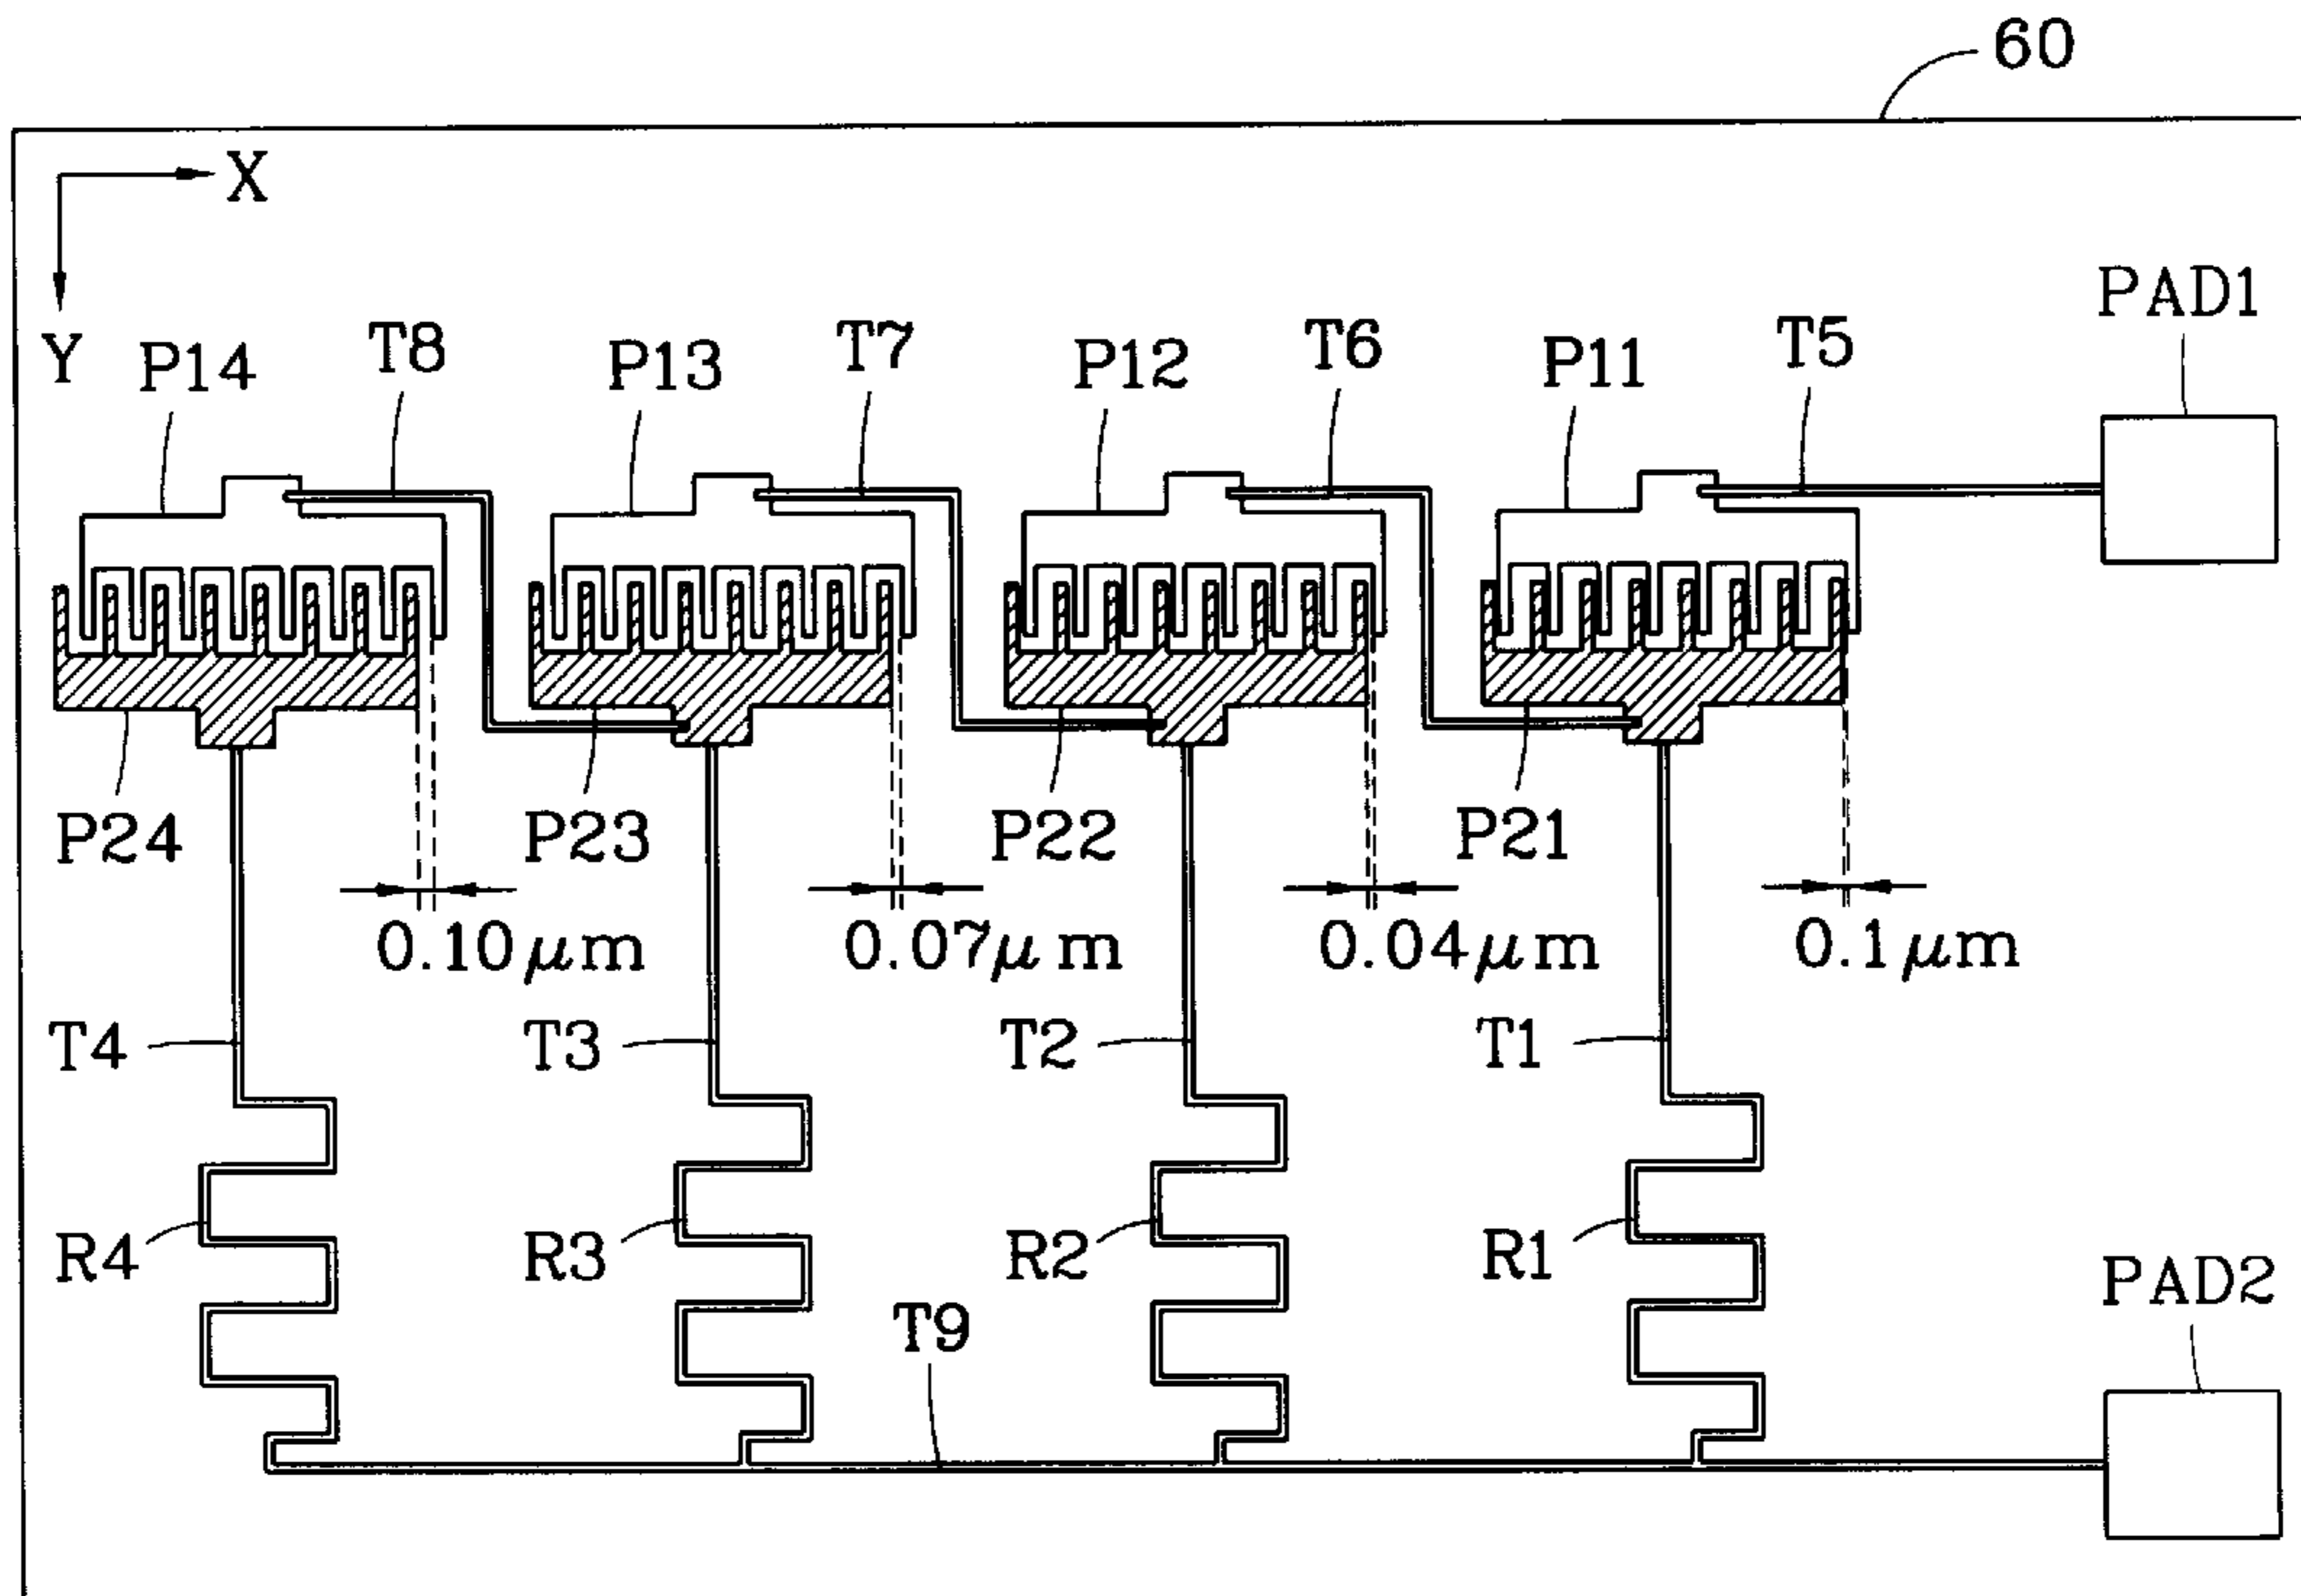 60
X
Y
PAD1
P14
T8
P13
T7
P12
T6
P11
T5
P24
P23
P22
P21
0.10μm
0.07μm
0.04μm
0.1μm
T4
T3
T2
T1
R4
R3
R2
R1
PAD2
T9